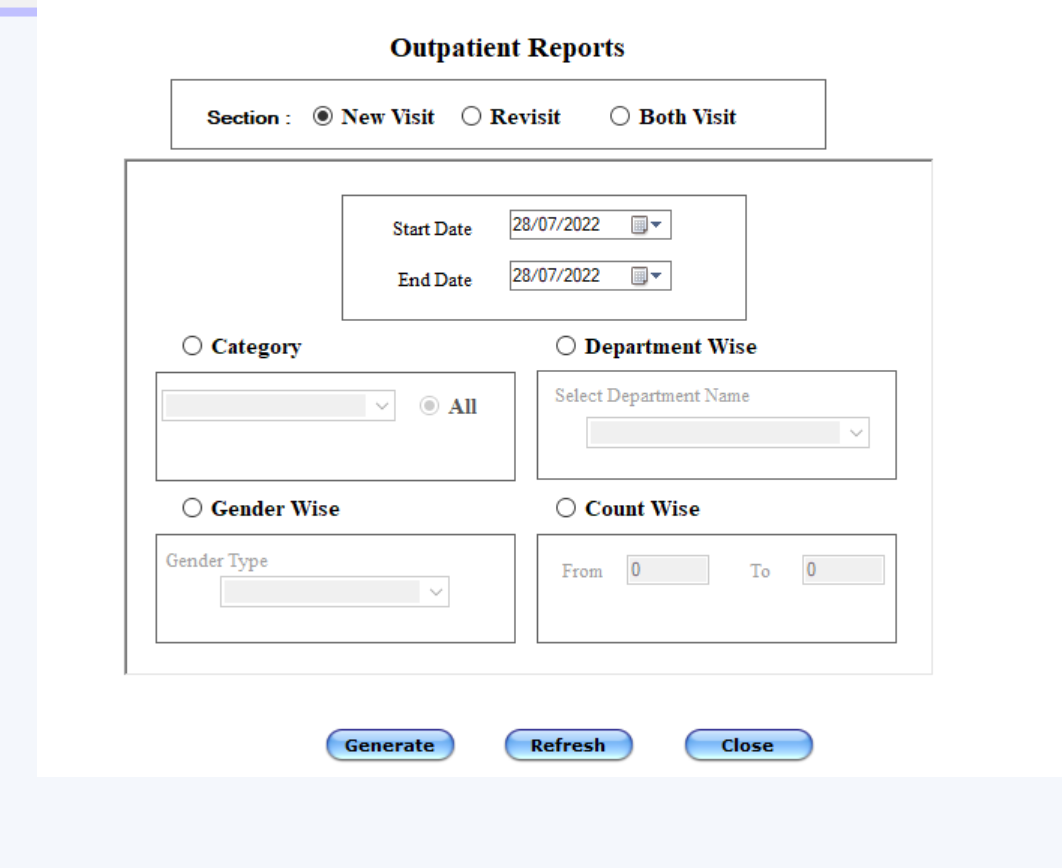 Outpatient Reports
Section : New Visit Revisit Both Visit
Start Date 28/07/2022
End Date 28/07/2022
Category Department Wise
All Select Department Name
Gender Wise Count Wise
Gender Type
From 0 To 0
Generate Refresh Close